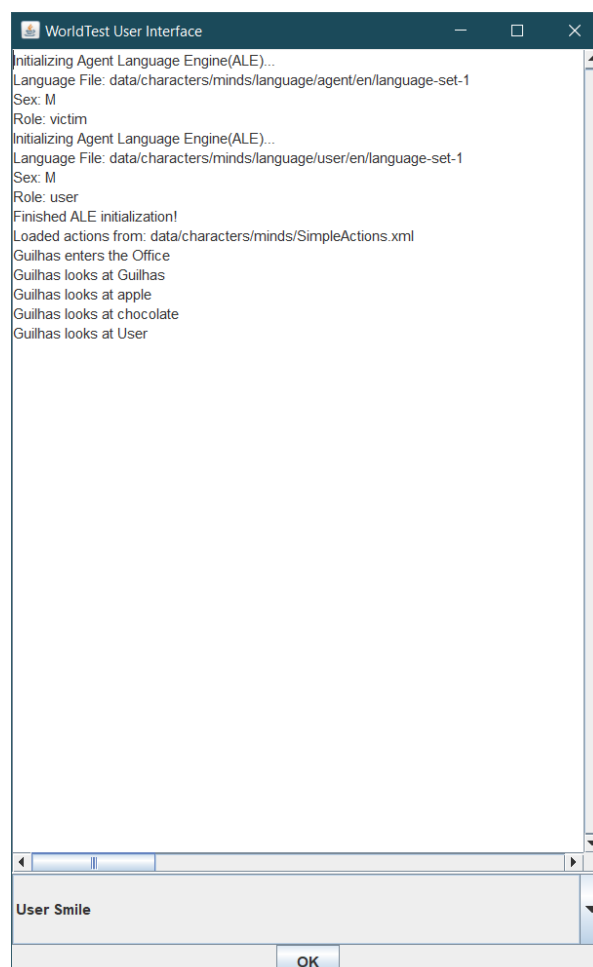 WorldTest User Interface
Initializing Agent Language Engine(ALE)...
Language File: data/characters/minds/language/agent/en/language-set-1
Sex: M
Role: victim
Initializing Agent Language Engine(ALE)...
Language File: data/characters/minds/language/user/en/language-set-1
Sex: M
Role: user
Finished ALE initialization!
Loaded actions from: data/characters/minds/SimpleActions.xml
Guilhas enters the Office
Guilhas looks at Guilhas
Guilhas looks at apple
Guilhas looks at chocolate
Guilhas looks at User
User Smile
OK